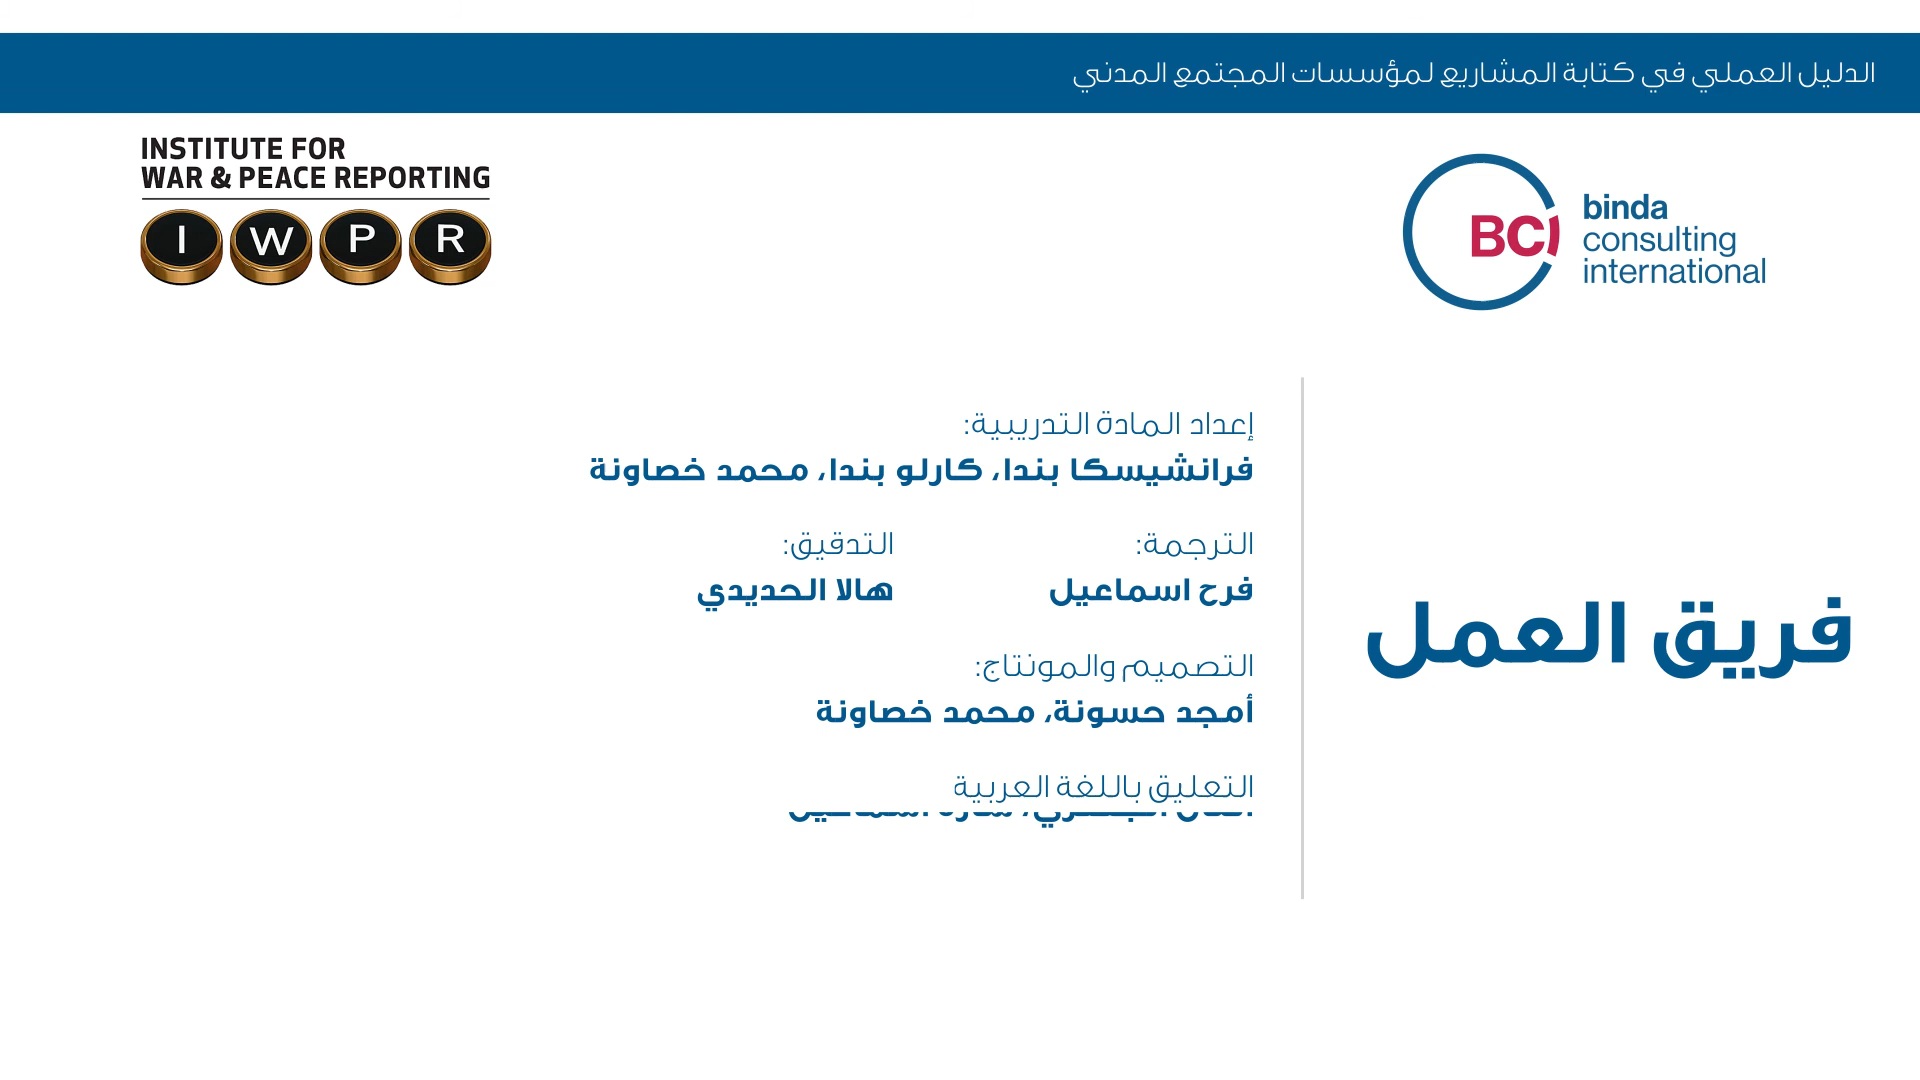 الدليل العملي في كتابة المشاريع لمؤسسات المجتمع المدني
INSTITUTE FOR
WAR & PEACE REPORTING
I W P R
BCI
binda
consulting
international
فريق العمل
إعداد المادة التدريبية:
فرانشيسكا بندا، كارلو بندا، محمد خصاونة
الترجمة:
فرح اسماعيل
التدقيق:
هالا الحديدي
التصميم والمونتاج:
أمجد حسونة، محمد خصاونة
التعليق باللغة العربية